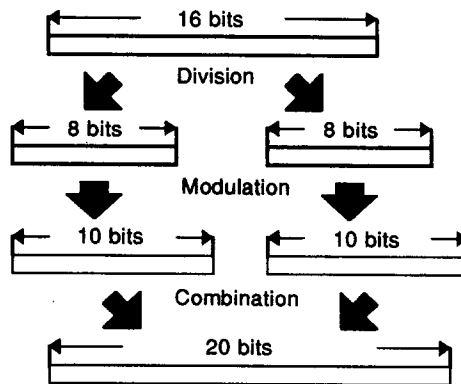 16 bits
Division
8 bits 8 bits
Modulation
10 bits 10 bits
Combination
20 bits